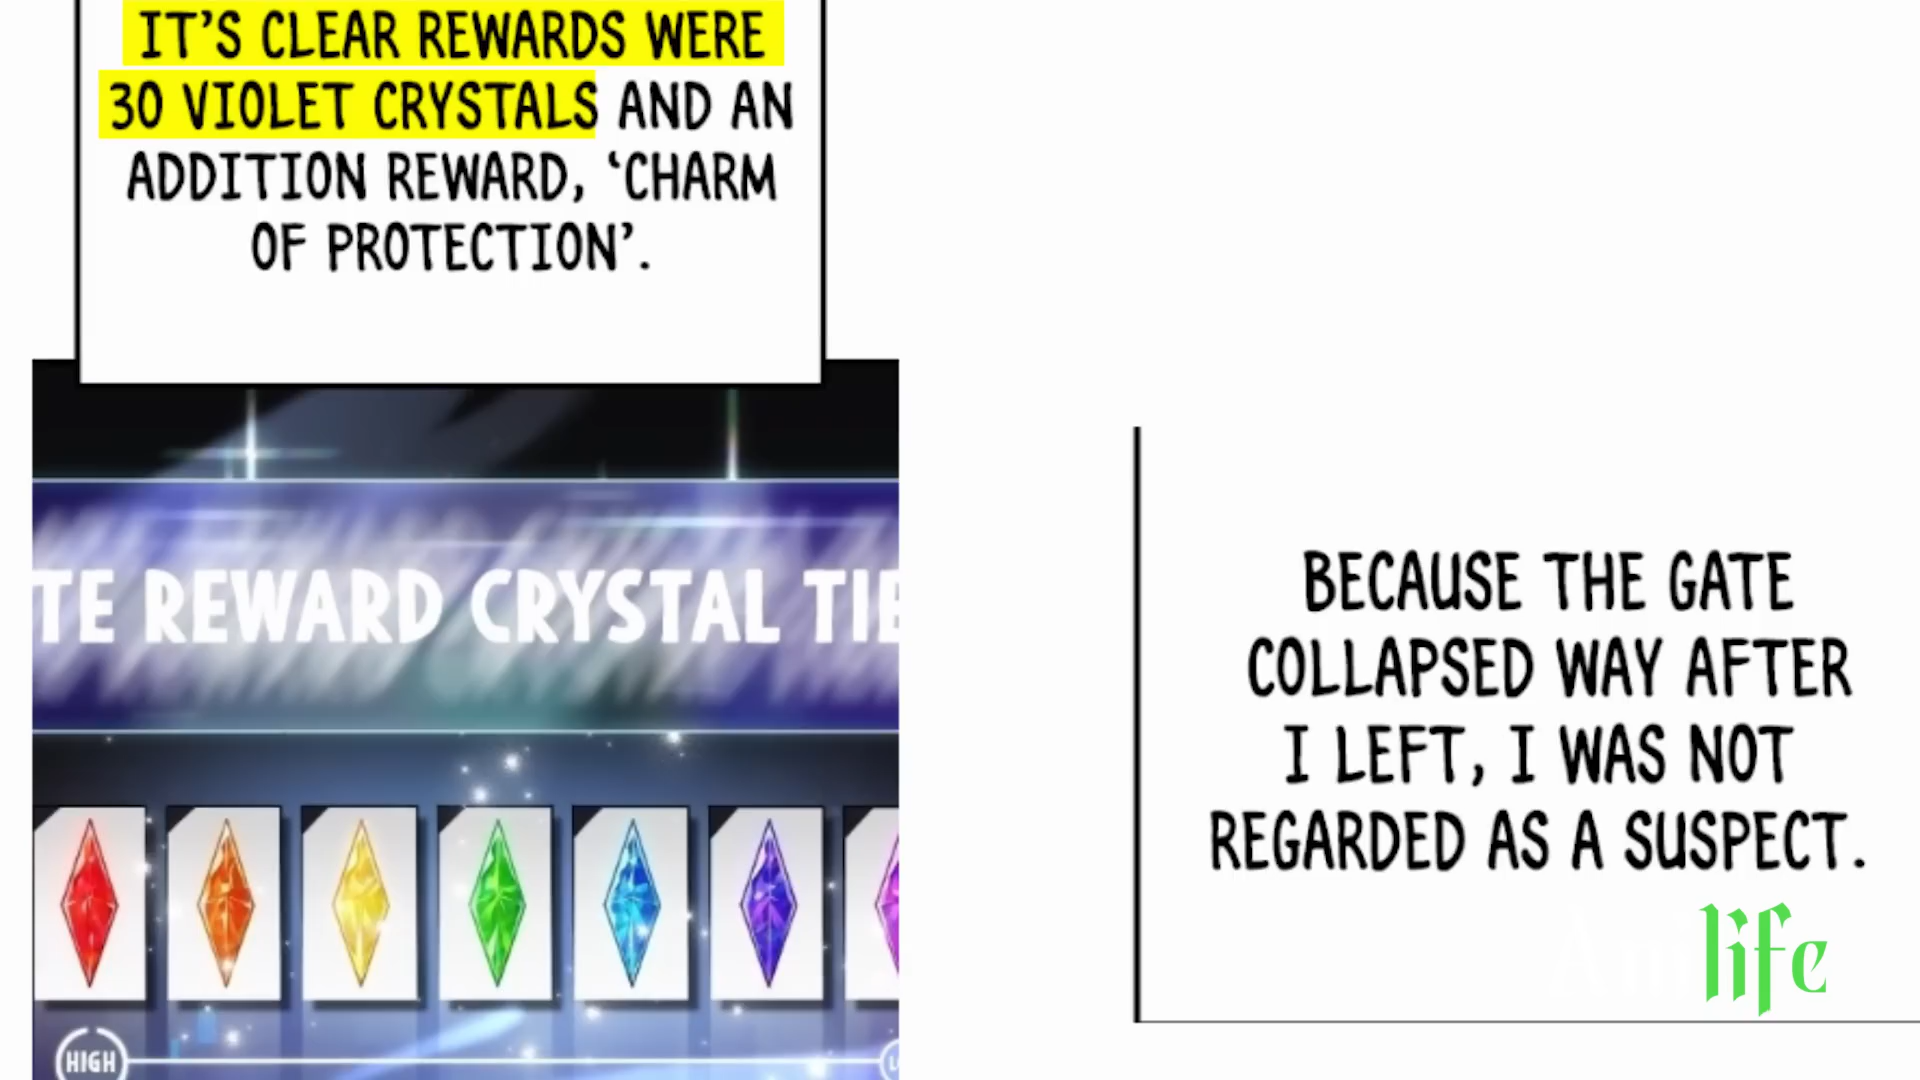 IT'S CLEAR REWARDS WERE
30 VIOLET CRYSTALS AND AN
ADDITION REWARD, 'CHARM
OF PROTECTION'.
TE REWARD CRYSTAL TIE
HIGH
BECAUSE THE GATE
COLLAPSED WAY AFTER
I LEFT, I WAS NOT
REGARDED AS A SUSPECT.
life